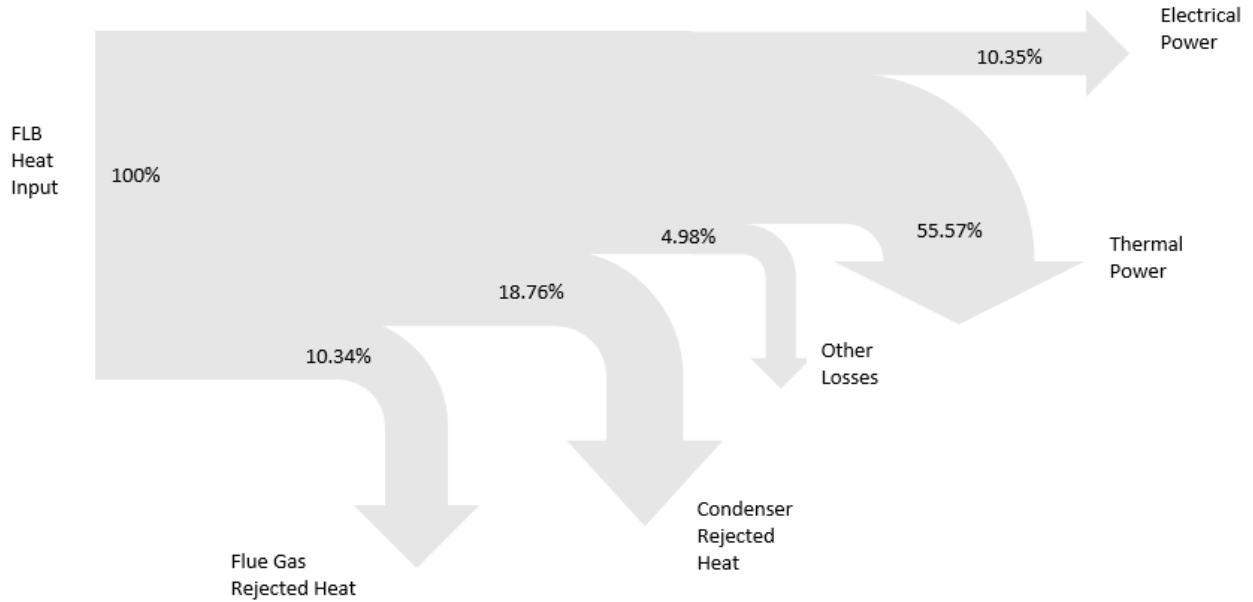 Electrical
Power
10.35%
FLB
Heat
Input
100%
4.98%
55.57%
Thermal
Power
18.76%
10.34%
Other
Losses
Condenser
Rejected
Heat
Flue Gas
Rejected Heat